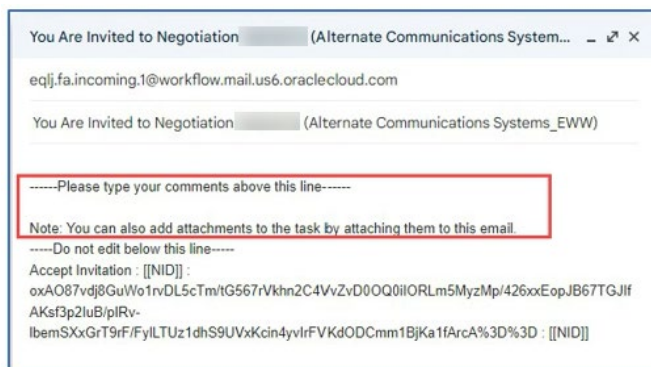 You Are Invited to Negotiation (Alternate Communications System...
eqlj.fa.incoming.1@workflow.mail.us6.oraclecloud.com
You Are Invited to Negotiation (Alternate Communications Systems_EWW)
------Please type your comments above this line------
Note: You can also add attachments to the task by attaching them to this email.
-----Do not edit below this line-----
Accept Invitation : [[NID]] :
oxAO87vdj8GuWo1rvDL5cTm/tG567rVkhn2C4VvZvD0OQ0iIORLm5MyzMp/426xxEopJB67TGJIf
AKsf3p2IuB/pIRv-
IbemSXxGrT9rF/FyILTUz1dhS9UVxKcin4yvIrFVKdODCmm1BjKa1fArcA%3D%3D : [[NID]]